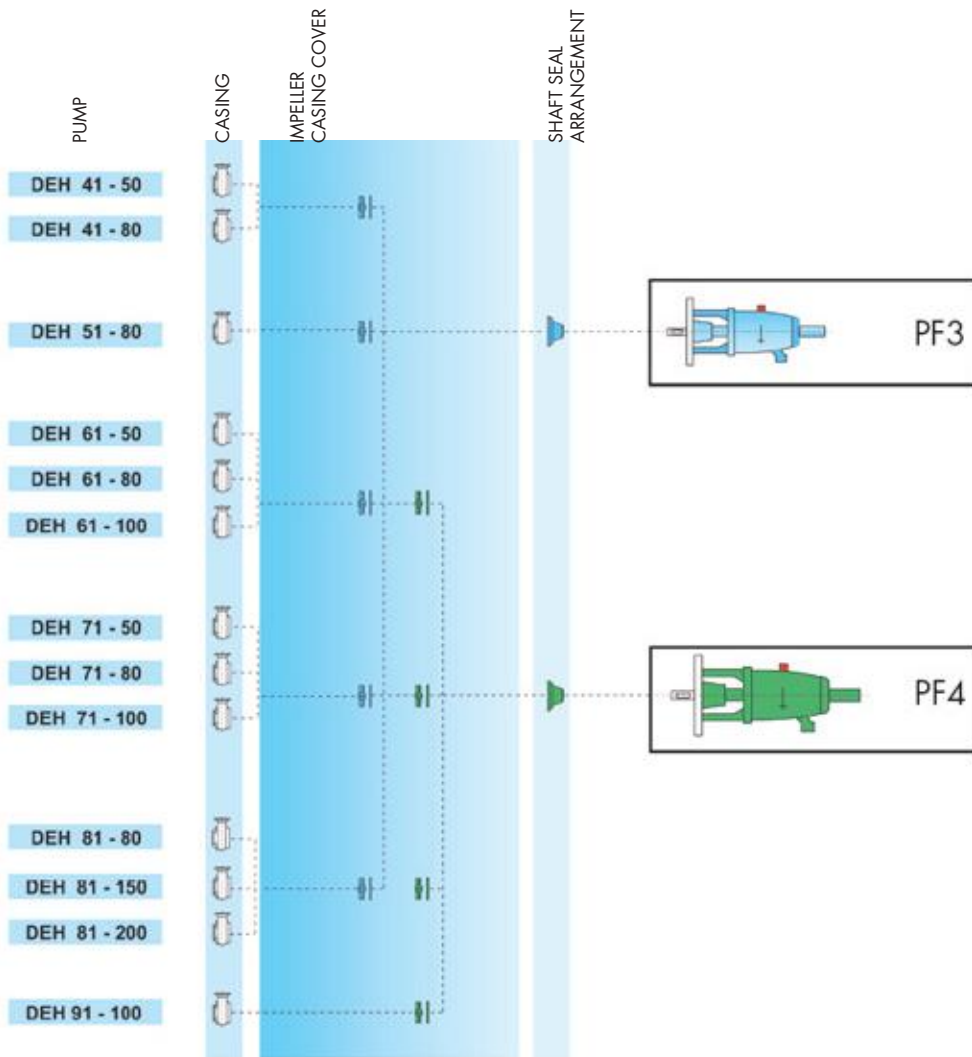 PUMP
CASING
IMPELLER
CASING COVER
SHAFT SEAL
ARRANGEMENT
DEH 41 - 50
DEH 41 - 80
DEH 51 - 80
PF3
DEH 61 - 50
DEH 61 - 80
DEH 61 - 100
DEH 71 - 50
DEH 71 - 80
PF4
DEH 71 - 100
DEH 81 - 80
DEH 81 - 150
DEH 81 - 200
DEH 91 - 100